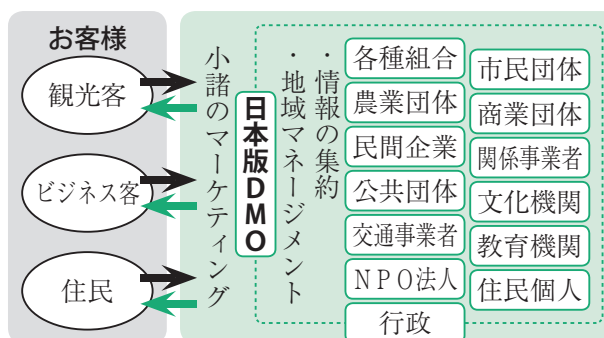 お客様
観光客
ビジネス客
住民
小諸のマーケティング
日本版DMO
・地域マネージメント
・情報の集約
各種組合
農業団体
民間企業
公共団体
交通事業者
ＮＰＯ法人
行政
市民団体
商業団体
関係事業者
文化機関
教育機関
住民個人